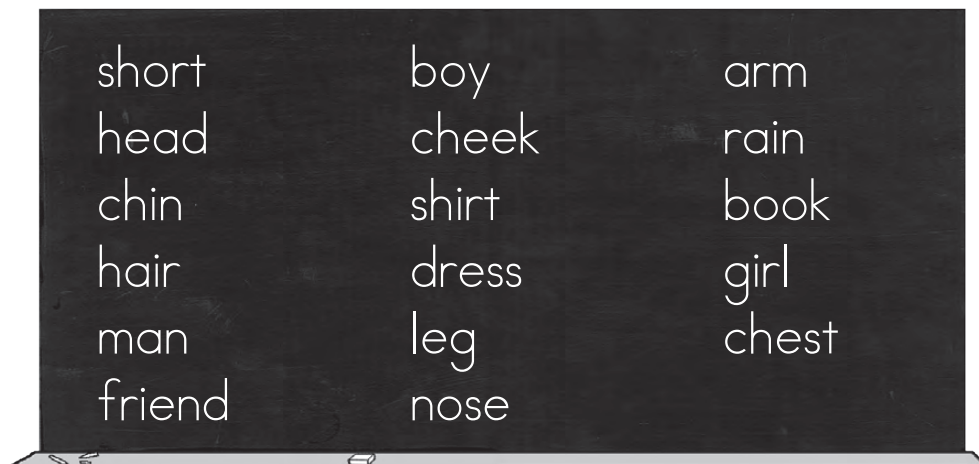 short
head
chin
hair
man
friend
boy
cheek
shirt
dress
leg
nose
arm
rain
book
girl
chest